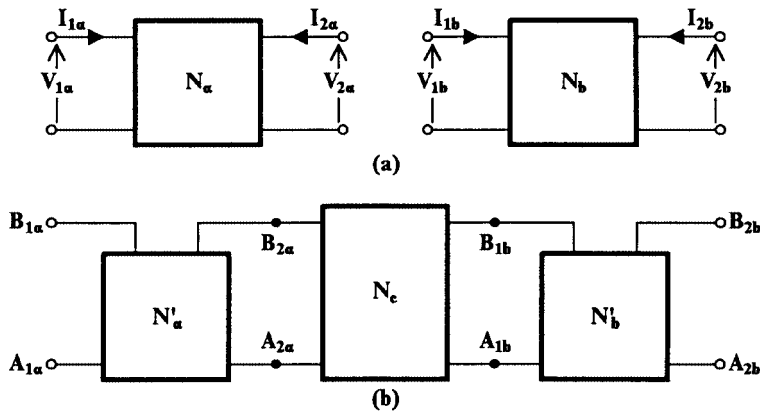 I₁ₐ I₂ₐ I₁b I₂b
V₁ₐ Nₐ V₂ₐ V₁b Nb V₂b
(a)
B₁ₐ B₂ₐ B₁b B₂b
N'ₐ Nc N'b
A₁ₐ A₂ₐ A₁b A₂b
(b)